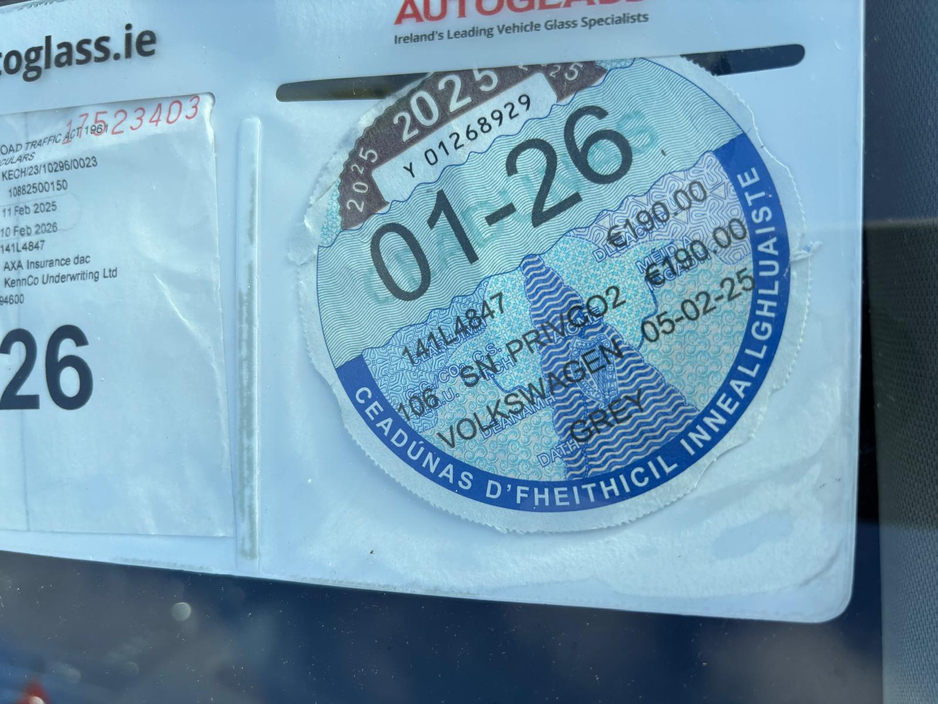 toglass.ie
AUTOGLASS
Ireland's Leading Vehicle Glass Specialists
17523403
OAD TRAFFIC ACT 1961
CULARS
KECH/23/10296/0023
10882500150
11 Feb 2025
10 Feb 2026
141L4847
AXA Insurance dac
KennCo Underwriting Ltd
94600
26
2025 2025 25
Y 01268929
01-26
€190.00
€190.00
141L4847
106 SN PRIVCO2
VOLKSWAGEN 05-02-25
GREY
CEADÚNAS D'FHEITHICIL INNEALLGHLUAISTE